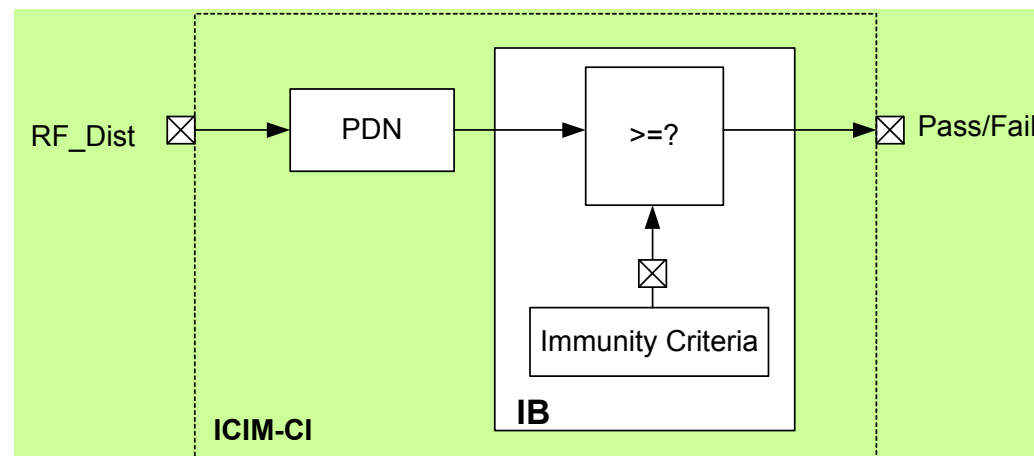 RF_Dist
PDN
>=?
Pass/Fail
Immunity Criteria
IB
ICIM-CI